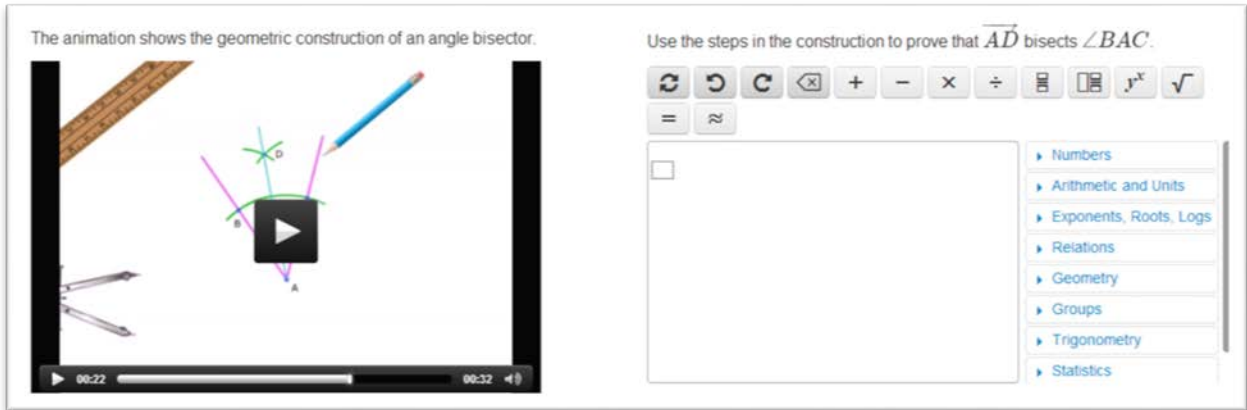 The animation shows the geometric construction of an angle bisector.
D
B
A
00:22
00:32
Use the steps in the construction to prove that AD bisects ∠BAC.
+ − × ÷ yˣ √
= ≈
Numbers
Arithmetic and Units
Exponents, Roots, Logs
Relations
Geometry
Groups
Trigonometry
Statistics